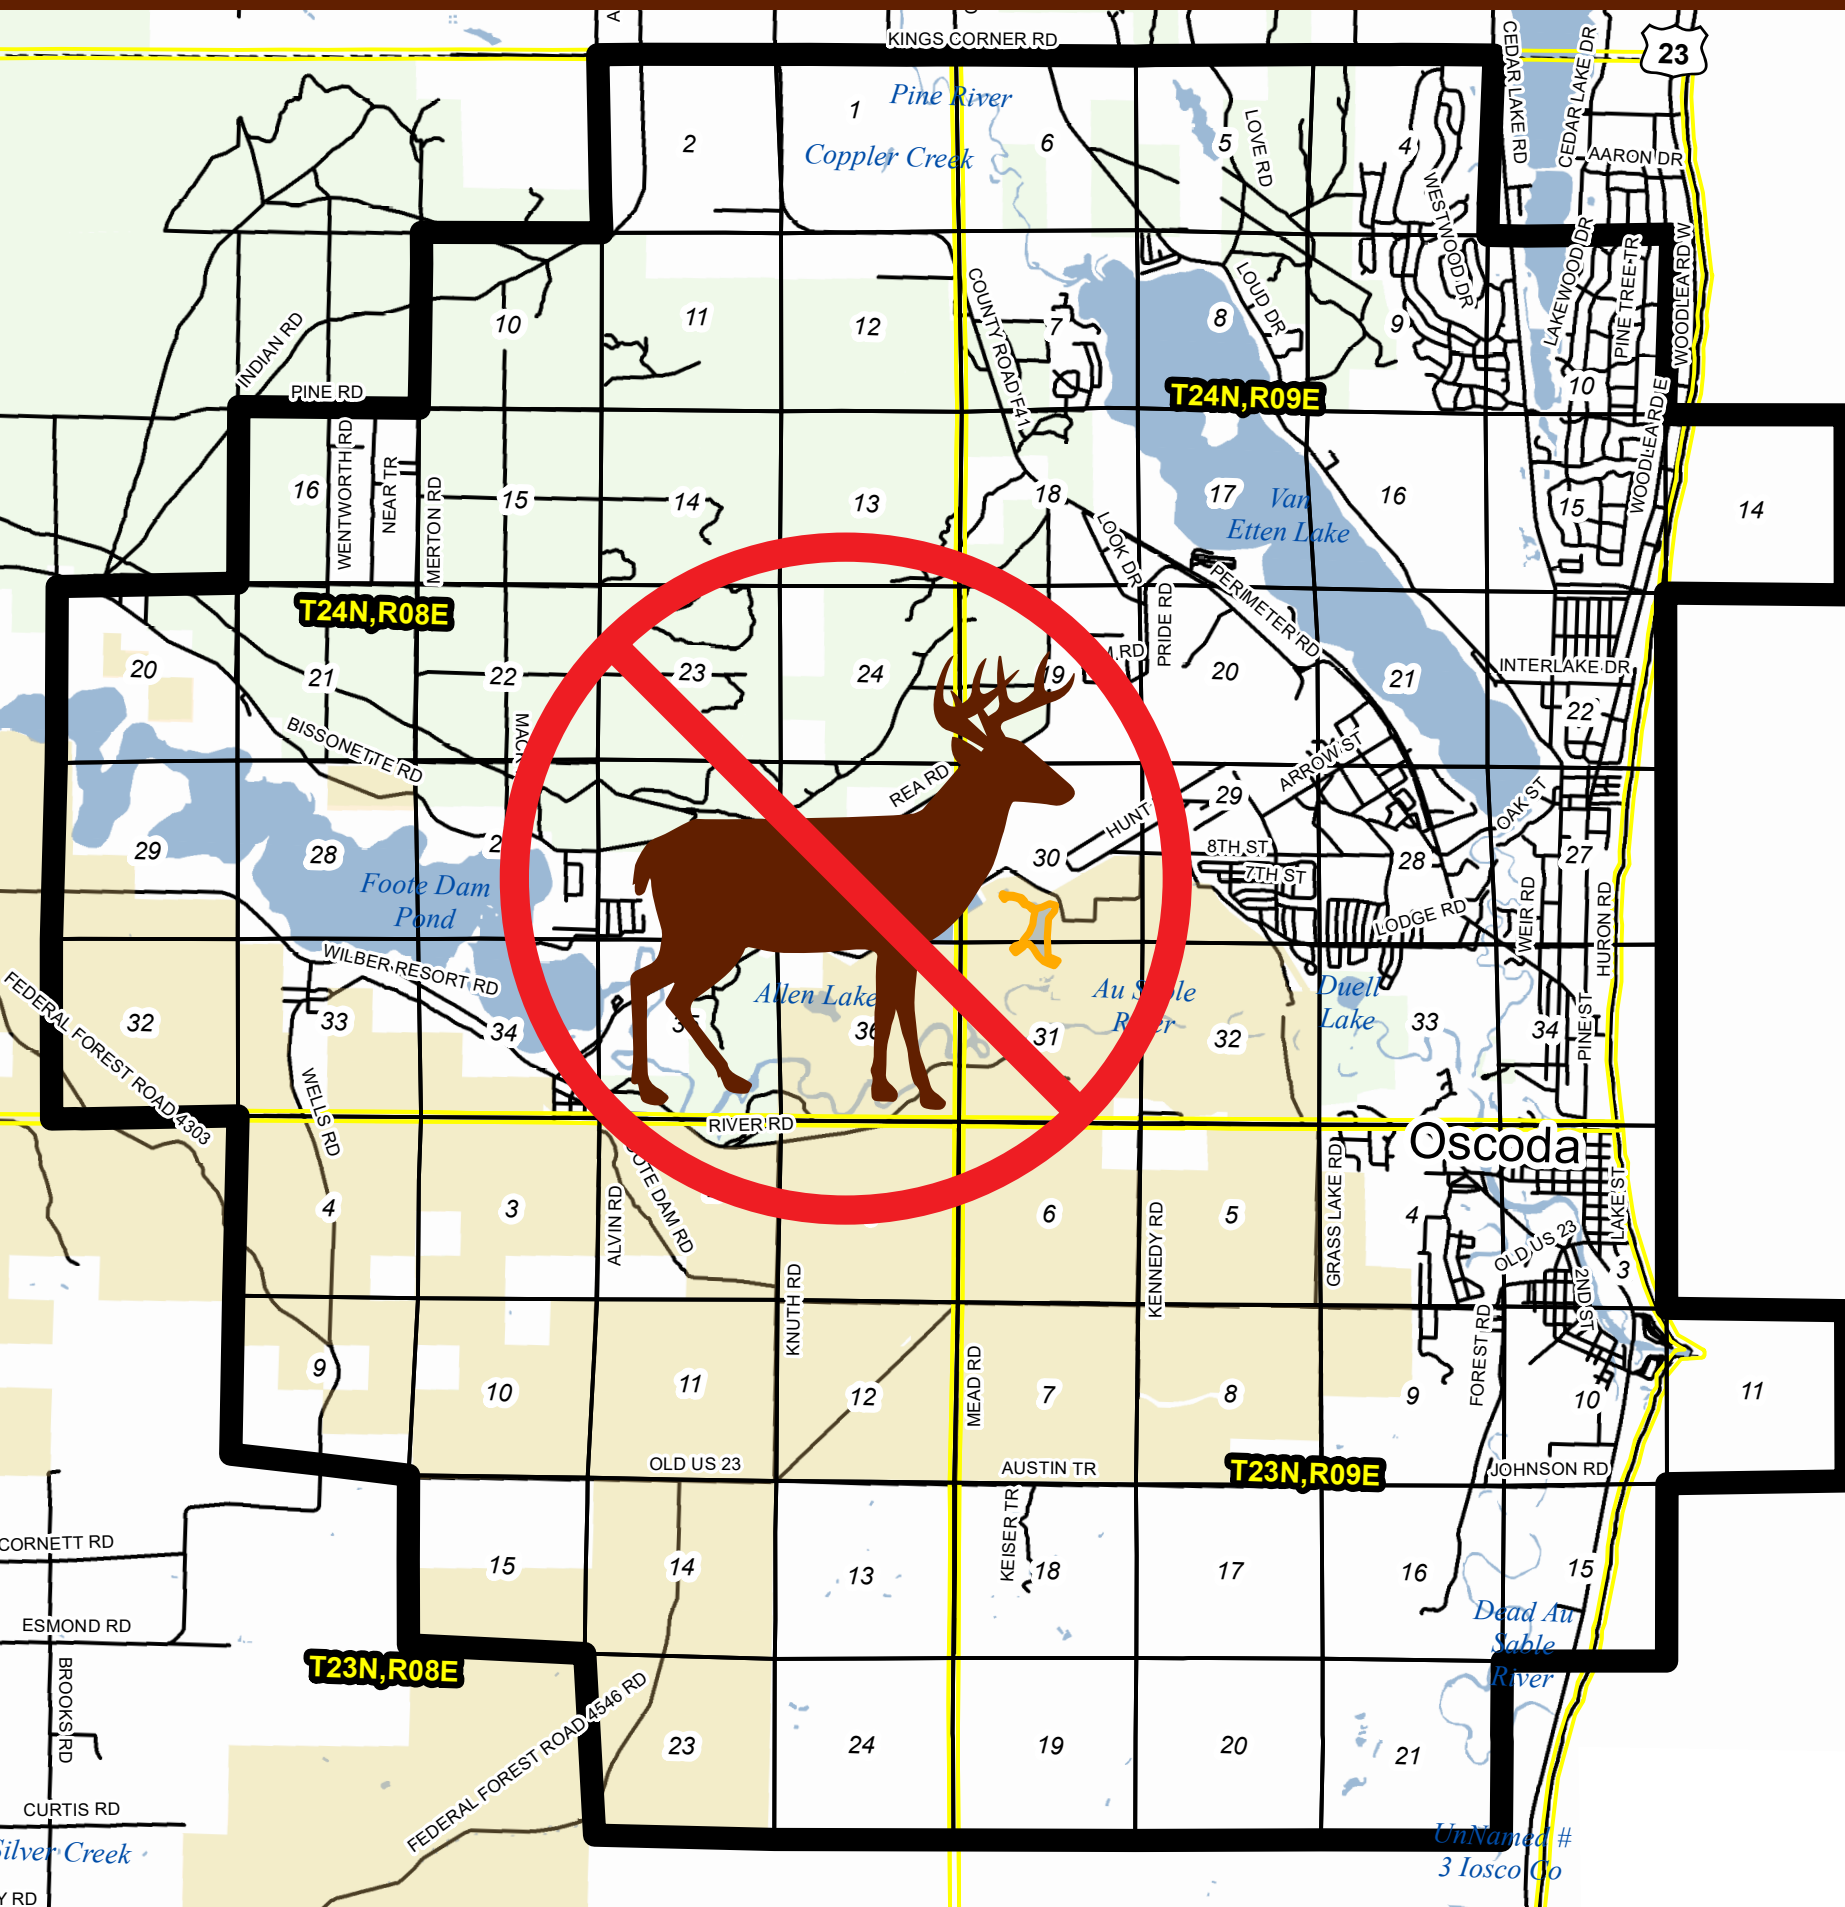 KINGS CORNER RD
23
CEDAR LAKE RD
CEDAR LAKE DR
1
Pine River
2
Coppler Creek
6
5
LOVE RD
4
AARON DR
WESTWOOD DR
LAKEWOOD DR
PINE TREE TR
WOODLEA RD W
INDIAN RD
10
11
12
COUNTY ROAD F41
7
8
LOUD DR
9
10
PINE RD
T24N,R09E
WOODLEA RD E
16
WENTWORTH RD
NEAR TR
MERTON RD
15
14
13
18
17
Van
Etten Lake
16
15
14
LOOK DR
PERIMETER RD
PRIDE RD
T24N,R08E
20
21
22
23
24
19
RD
20
21
INTERLAKE DR
22
BISSONETTE RD
MACK
REA RD
ARROW ST
29
HUNT
OAK ST
29
28
2
30
8TH ST
7TH ST
28
27
Foote Dam
Pond
LODGE RD
WEIR RD
HURON RD
WILBER RESORT RD
FEDERAL FOREST ROAD 4303
32
33
34
35
Allen Lake
36
31
Au Sable
River
32
Duell
Lake
33
34
PINE ST
WELLS RD
RIVER RD
Oscoda
OTE DAM RD
ALVIN RD
4
3
6
KENNEDY RD
5
GRASS LAKE RD
4
LAKE ST
OLD US 23
3
2ND ST
KNUTH RD
FOREST RD
9
10
11
12
MEAD RD
7
8
9
10
11
OLD US 23
AUSTIN TR
T23N,R09E
JOHNSON RD
CORNETT RD
KEISER TR
15
14
13
18
17
16
15
ESMOND RD
Dead Au
Sable
River
T23N,R08E
BROOKS RD
FEDERAL FOREST ROAD 4546 RD
23
24
19
20
21
CURTIS RD
Silver Creek
UnNamed #
3 Iosco Co
Y RD